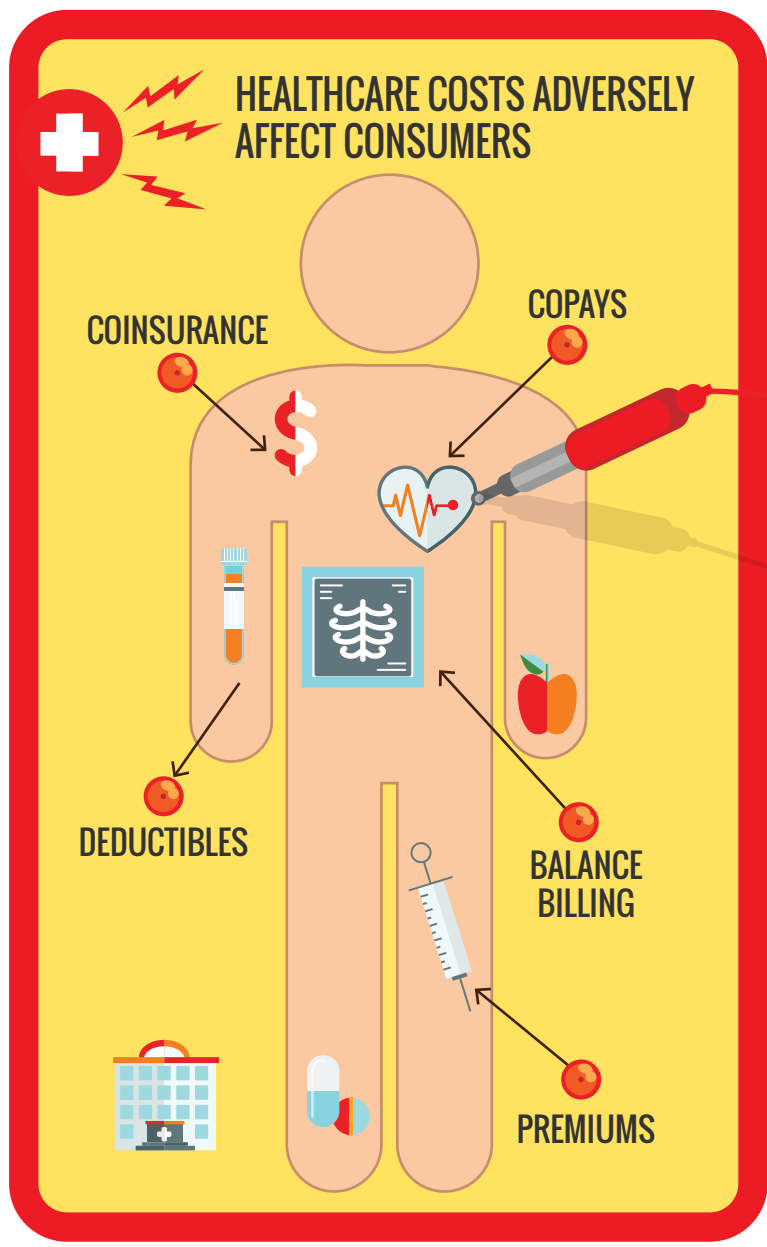 HEALTHCARE COSTS ADVERSELY
AFFECT CONSUMERS
COPAYS
COINSURANCE
DEDUCTIBLES
BALANCE
BILLING
PREMIUMS